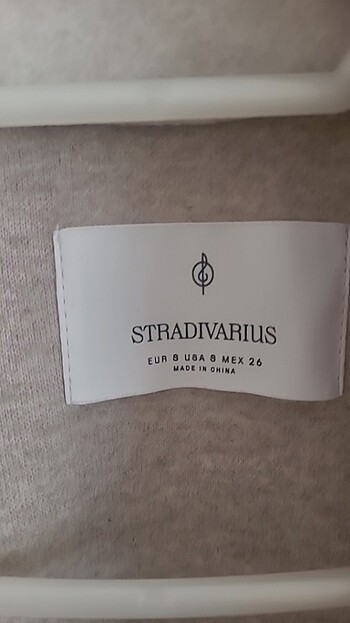 STRADIVARIUS
EUR S USA S MEX 26
MADE IN CHINA